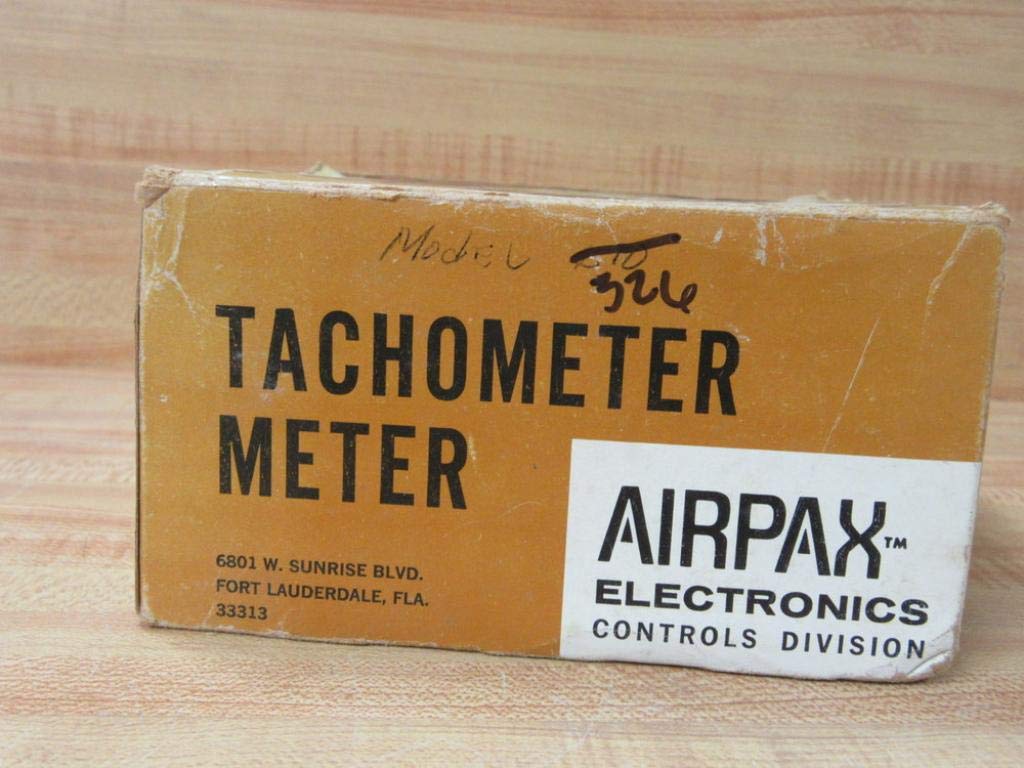 Model
326
TACHOMETER
METER
6801 W. SUNRISE BLVD.
FORT LAUDERDALE, FLA.
33313
AIRPAX™
ELECTRONICS
CONTROLS DIVISION